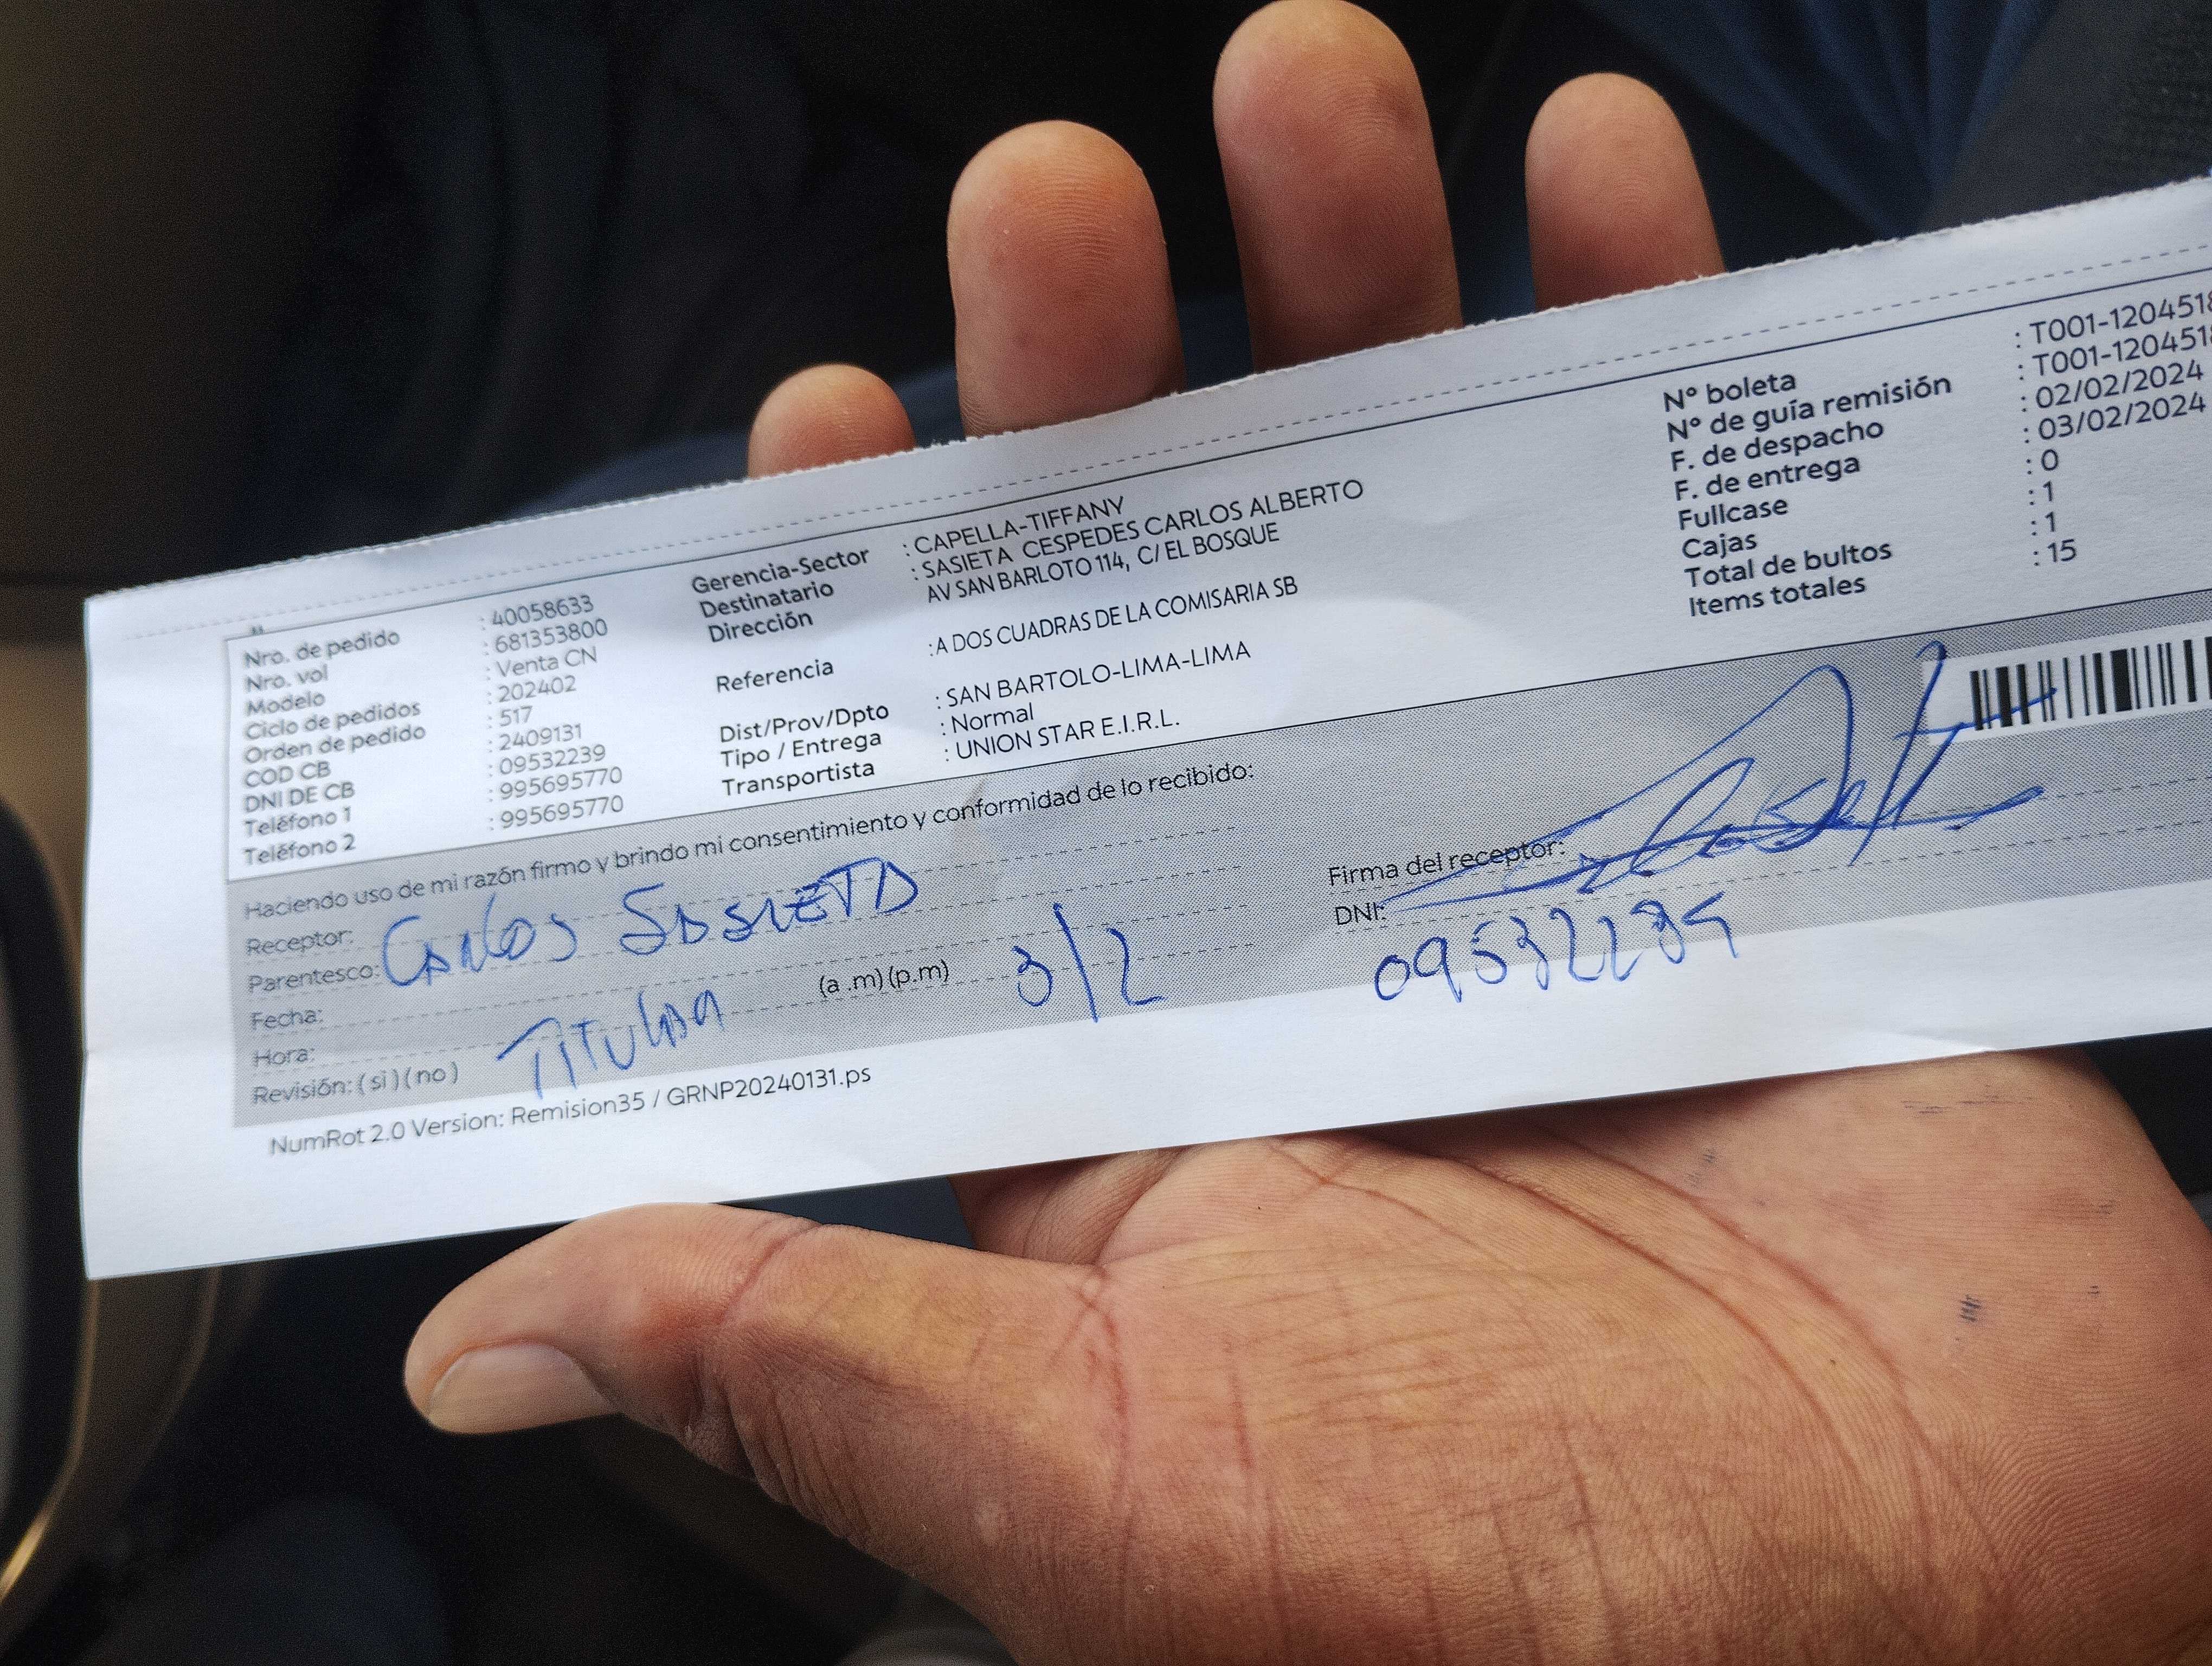 Nro. de pedido : 40058633
Nro. vol : 681353800
Modelo : Venta CN
Ciclo de pedidos : 202402
Orden de pedido : 517
COD CB : 2409131
DNI DE CB : 09532239
Teléfono 1 : 995695770
Teléfono 2 : 995695770
Gerencia-Sector : CAPELLA-TIFFANY
Destinatario : SASIETA CESPEDES CARLOS ALBERTO
Dirección AV SAN BARLOTO 114, C/ EL BOSQUE
Referencia : A DOS CUADRAS DE LA COMISARIA SB
Dist/Prov/Dpto : SAN BARTOLO-LIMA-LIMA
Tipo / Entrega : Normal
Transportista : UNION STAR E.I.R.L.
Nº boleta : T001-1204518
Nº de guía remisión : T001-1204518
F. de despacho : 02/02/2024
F. de entrega : 03/02/2024
Fullcase : 0
Cajas : 1
Total de bultos : 1
Items totales : 15
Haciendo uso de mi razón firmo y brindo mi consentimiento y conformidad de lo recibido:
Receptor: Carlos SASIETA
Parentesco:
Fecha:
Hora: (a .m) (p.m) 3/2
Revisión: ( si ) ( no ) TITULAR
Firma del receptor:
DNI: 09532239
NumRot 2.0 Version: Remision35 / GRNP20240131.ps